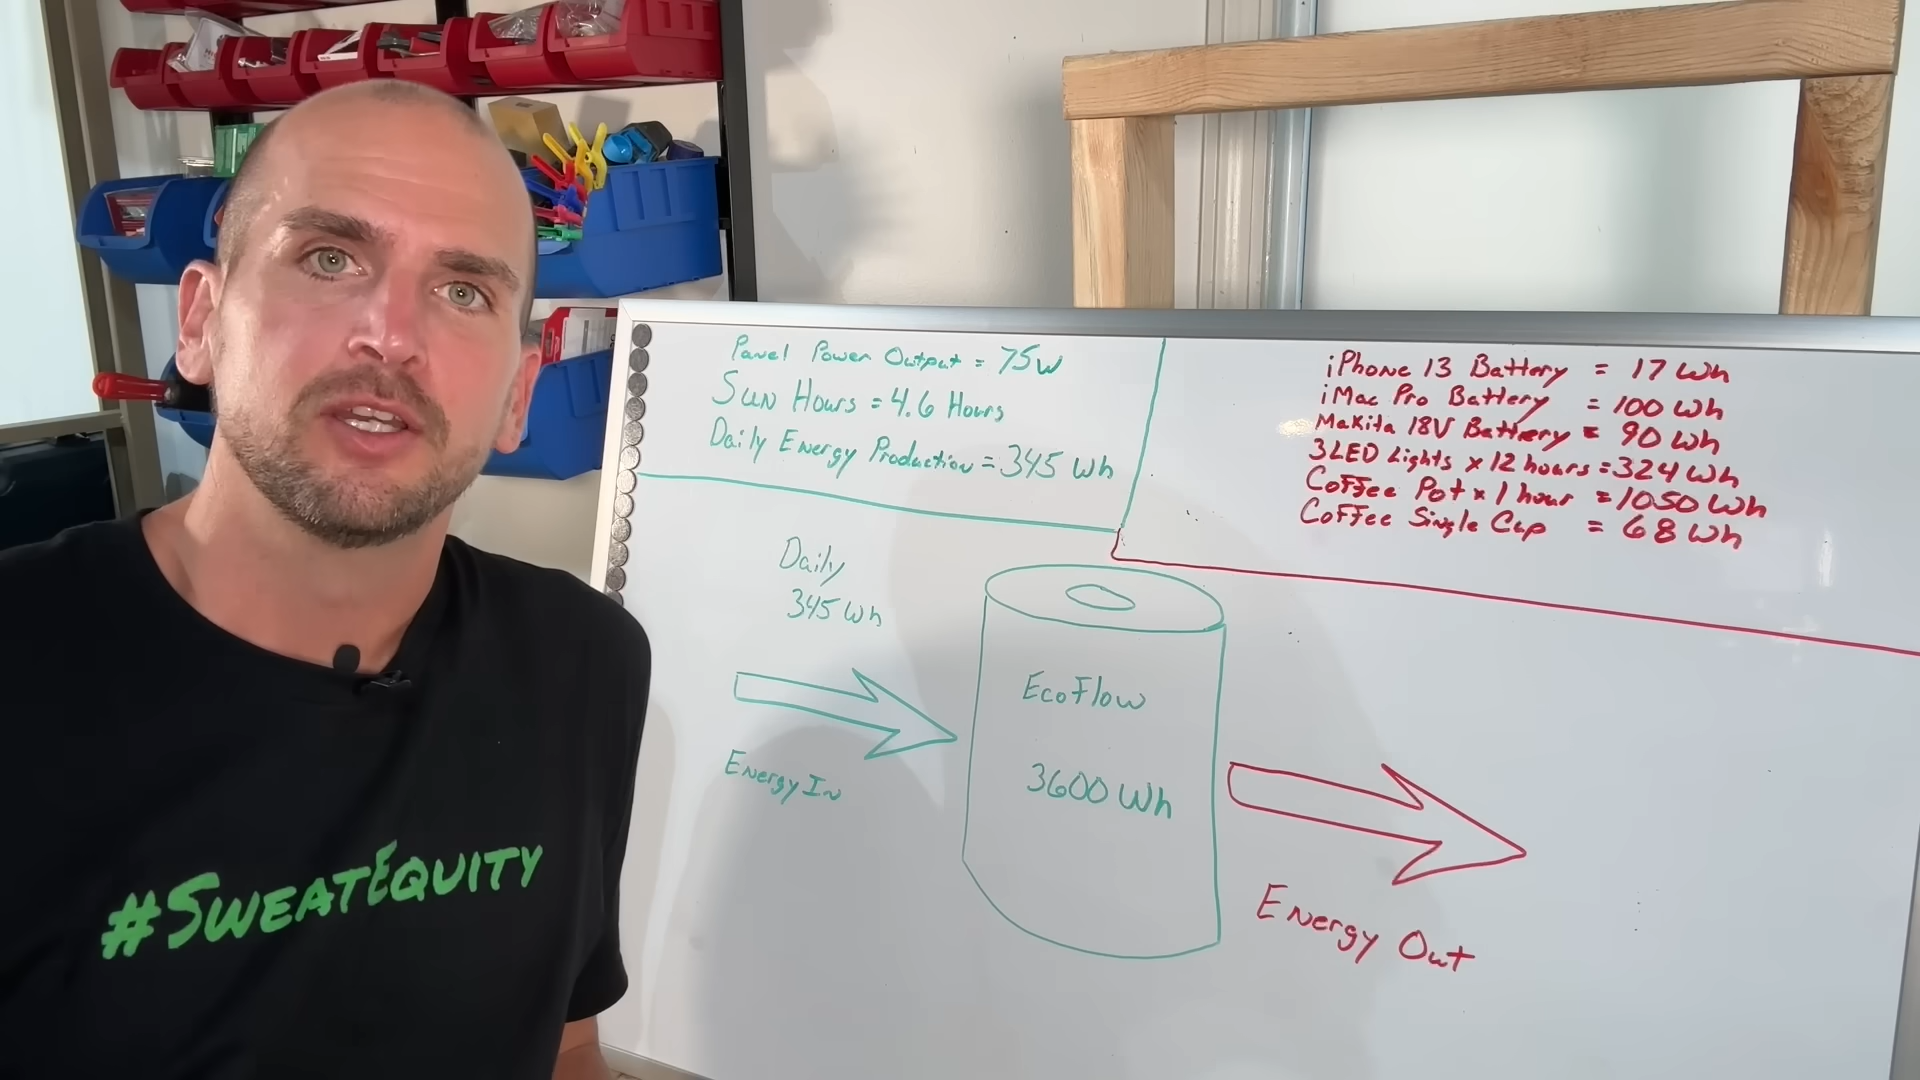 Panel Power Output = 75W
Sun Hours = 4.6 Hours
Daily Energy Production = 345 Wh
iPhone 13 Battery = 17 Wh
iMac Pro Battery = 100 Wh
Makita 18V Battery = 90 Wh
3 LED Lights x 12 hours = 324 Wh
Coffee Pot x 1 hour = 1050 Wh
Coffee Single Cup = 68 Wh
Daily
345 Wh
Energy In
EcoFlow
3600 Wh
Energy Out
#SweatEquity